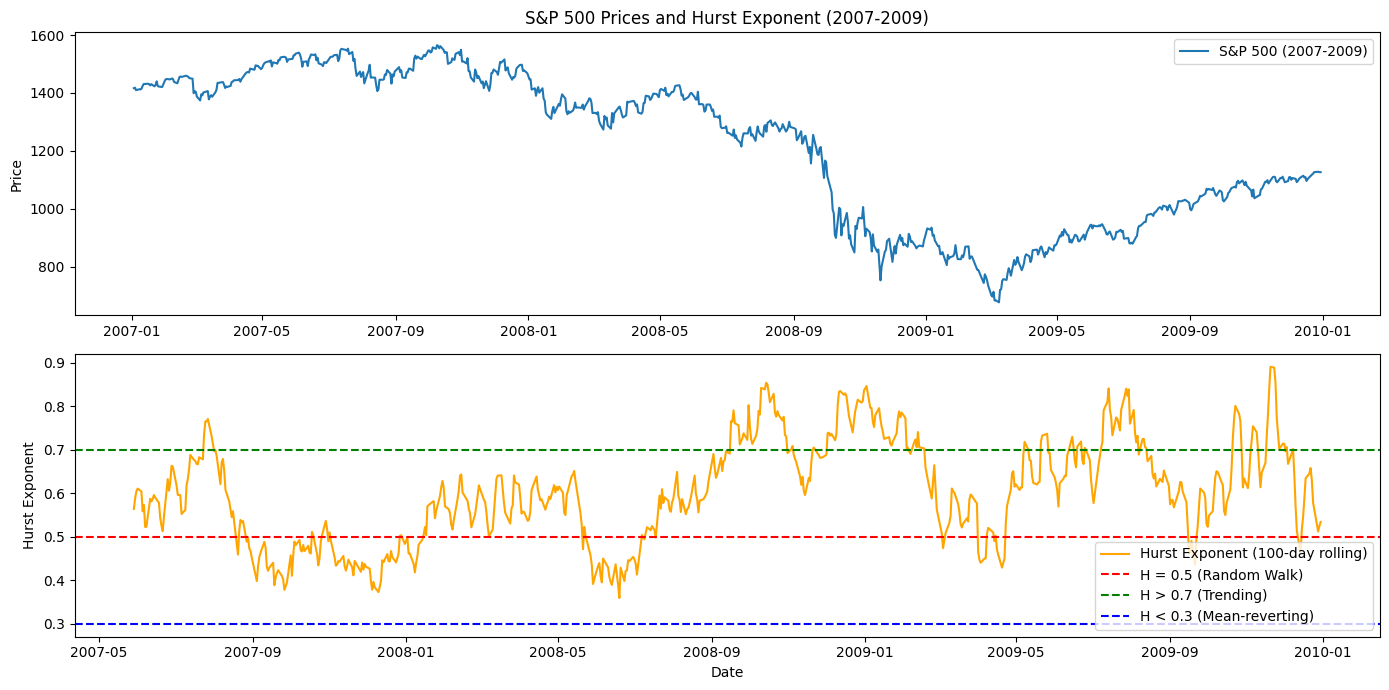 S&P 500 Prices and Hurst Exponent (2007-2009)
1600
1400
1200
1000
800
Price
S&P 500 (2007-2009)
2007-01 2007-05 2007-09 2008-01 2008-05 2008-09 2009-01 2009-05 2009-09 2010-01
0.9
0.8
0.7
0.6
0.5
0.4
0.3
Hurst Exponent
Hurst Exponent (100-day rolling)
H = 0.5 (Random Walk)
H > 0.7 (Trending)
H < 0.3 (Mean-reverting)
2007-05 2007-09 2008-01 2008-05 2008-09 2009-01 2009-05 2009-09 2010-01
Date